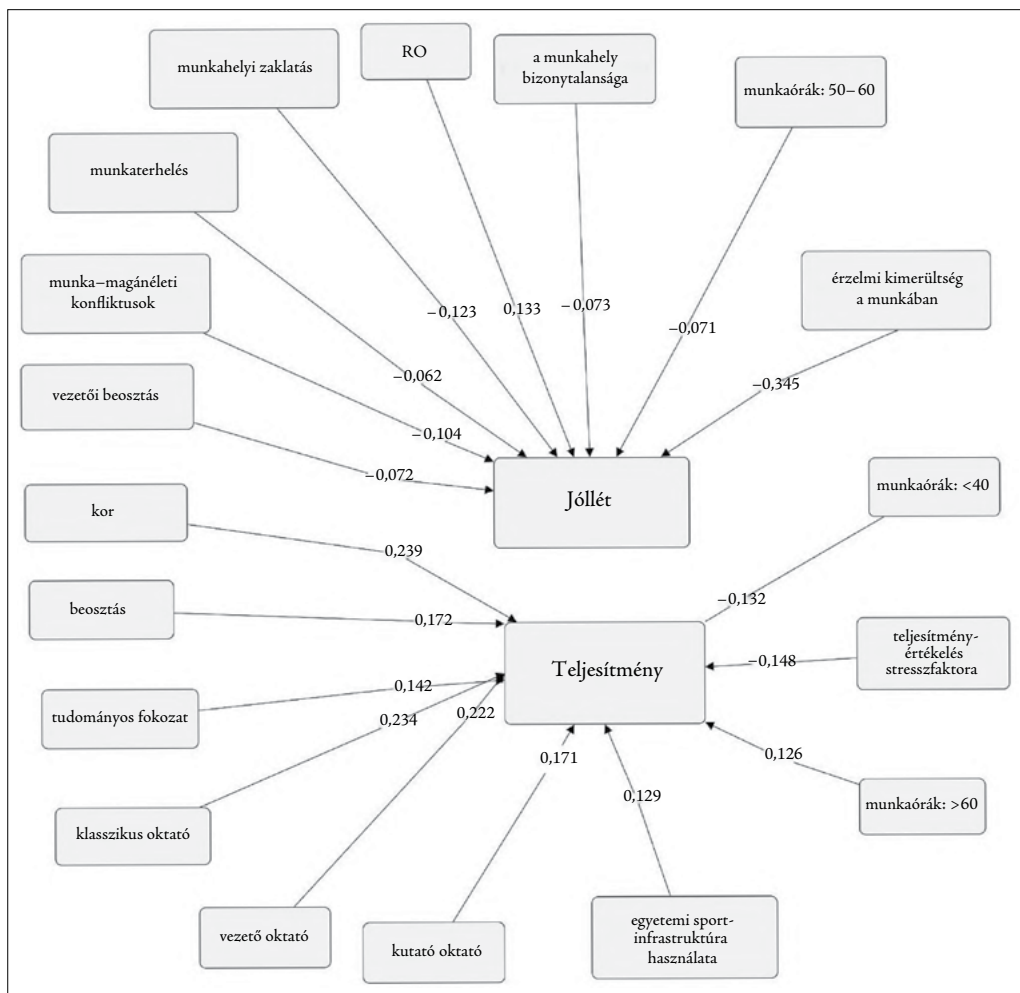 munkahelyi zaklatás
RO
a munkahely
bizonytalansága
munkaórák: 50–60
munkaterhelés
munka–magánéleti
konfliktusok
érzelmi kimerültség
a munkában
−0,123
0,133
−0,073
−0,071
−0,062
−0,345
vezetői beosztás
−0,104
−0,072
Jóllét
munkaórák: <40
kor
0,239
−0,132
beosztás
0,172
Teljesítmény
−0,148
teljesítmény-
értékelés
stresszfaktora
tudományos fokozat
0,142
0,234
0,222
0,171
0,129
0,126
munkaórák: >60
klasszikus oktató
vezető oktató
kutató oktató
egyetemi sport-
infrastruktúra
használata